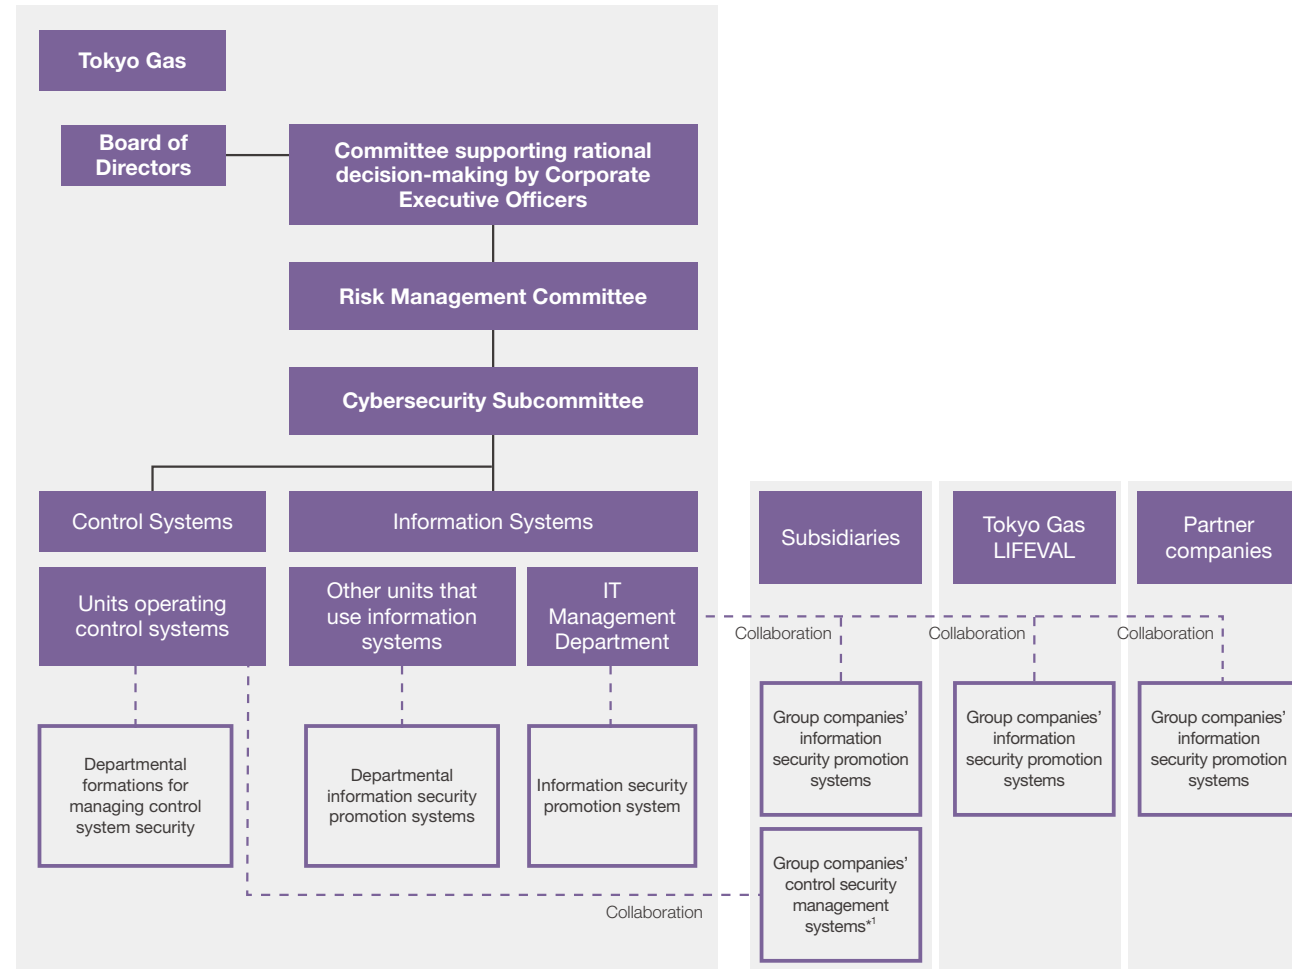 Tokyo Gas
Board of
Directors
Committee supporting rational
decision-making by Corporate
Executive Officers
Risk Management Committee
Cybersecurity Subcommittee
Control Systems
Information Systems
Units operating
control systems
Other units that
use information
systems
IT
Management
Department
Departmental
formations for
managing control
system security
Departmental
information security
promotion systems
Information security
promotion system
Subsidiaries
Tokyo Gas
LIFEVAL
Partner
companies
Collaboration
Collaboration
Collaboration
Group companies'
information
security promotion
systems
Group companies'
information
security promotion
systems
Group companies'
information
security promotion
systems
Group companies'
control security
management
systems*1
Collaboration